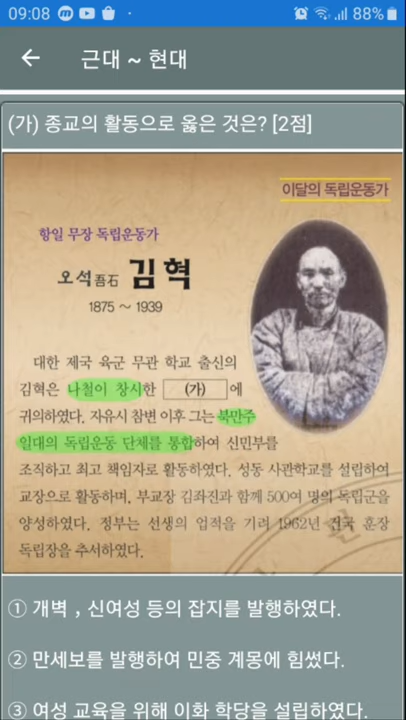 09:08 88%
근대 ~ 현대
(가) 종교의 활동으로 옳은 것은? [2점]
이달의 독립운동가
항일 무장 독립운동가
오석吾石 김혁
1875 ~ 1939
대한 제국 육군 무관 학교 출신의
김혁은 나철이 창시한 (가) 에
귀의하였다. 자유시 참변 이후 그는 북만주
일대의 독립운동 단체를 통합하여 신민부를
조직하고 최고 책임자로 활동하였다. 성동 사관학교를 설립하여
교장으로 활동하며, 부교장 김좌진과 함께 500여 명의 독립군을
양성하였다. 정부는 선생의 업적을 기려 1962년 건국 훈장
독립장을 추서하였다.
① 개벽 , 신여성 등의 잡지를 발행하였다.
② 만세보를 발행하여 민중 계몽에 힘썼다.
③ 여성 교육을 위해 이화 학당을 설립하였다.